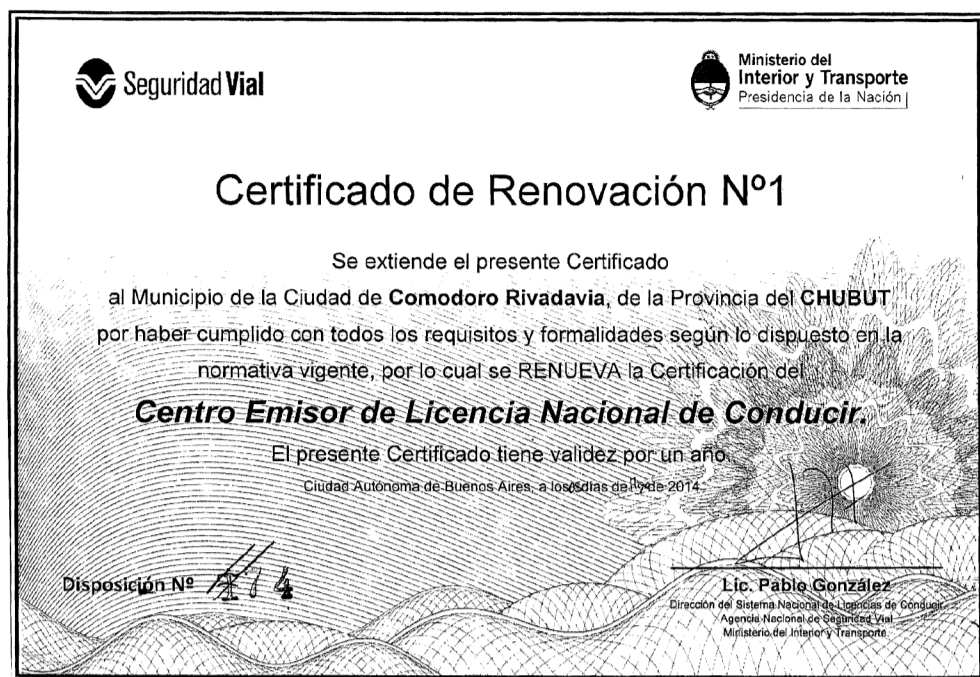 Seguridad Vial
Ministerio del
Interior y Transporte
Presidencia de la Nación
Certificado de Renovación Nº1
Se extiende el presente Certificado
al Municipio de la Ciudad de Comodoro Rivadavia, de la Provincia del CHUBUT
por haber cumplido con todos los requisitos y formalidades según lo dispuesto en la
normativa vigente, por lo cual se RENUEVA la Certificación del
Centro Emisor de Licencia Nacional de Conducir.
El presente Certificado tiene validez por un año.
Ciudad Autónoma de Buenos Aires, a los días de de 2014.
Disposición Nº
Lic. Pablo González
Dirección del Sistema Nacional de Licencias de Conducir
Agencia Nacional de Seguridad Vial
Ministerio del Interior y Transporte.